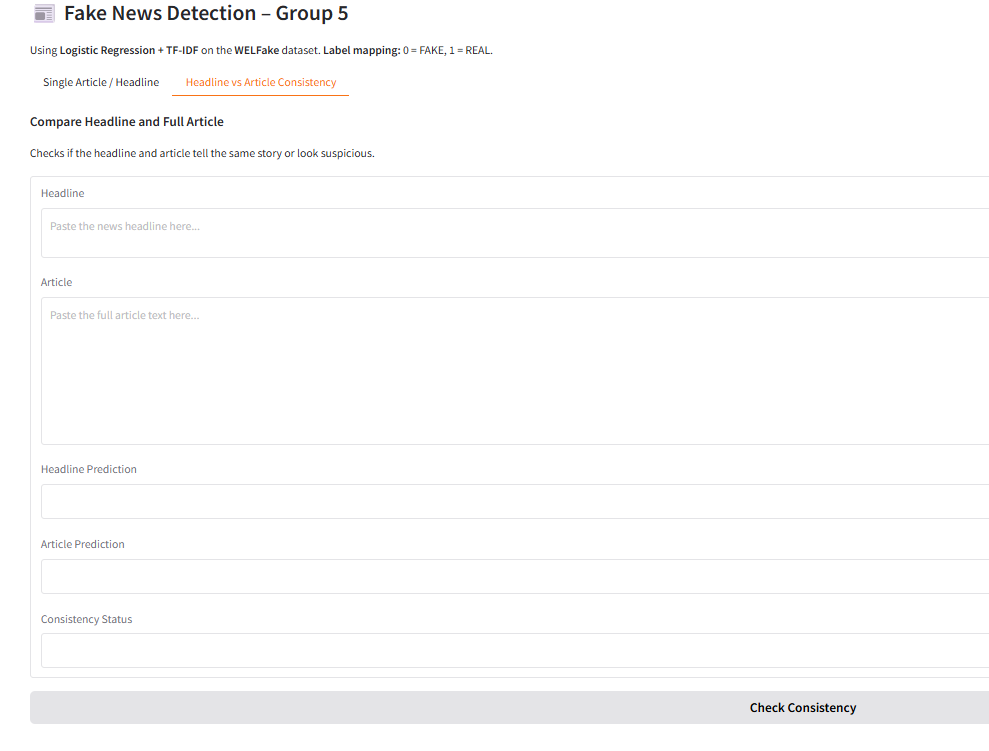 Fake News Detection – Group 5
Using Logistic Regression + TF-IDF on the WELFake dataset. Label mapping: 0 = FAKE, 1 = REAL.
Single Article / Headline
Headline vs Article Consistency
Compare Headline and Full Article
Checks if the headline and article tell the same story or look suspicious.
Headline
Paste the news headline here...
Article
Paste the full article text here...
Headline Prediction
Article Prediction
Consistency Status
Check Consistency